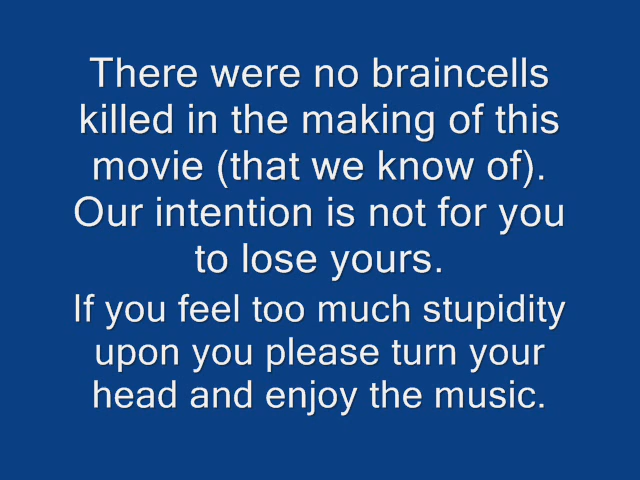 There were no braincells
killed in the making of this
movie (that we know of).
Our intention is not for you
to lose yours.
If you feel too much stupidity
upon you please turn your
head and enjoy the music.